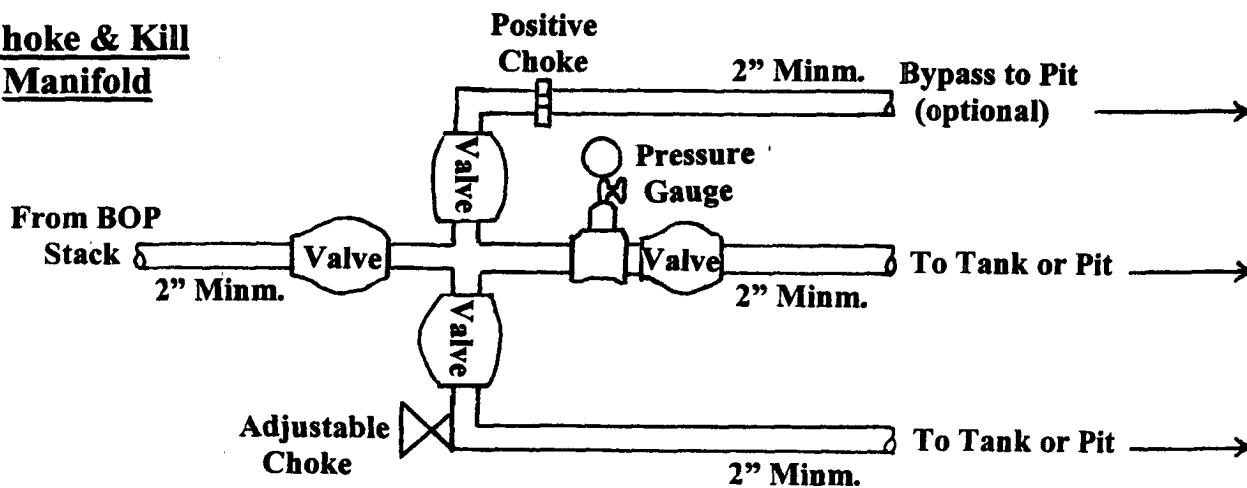 hoke & Kill
Manifold
Positive
Choke
2” Minm.
Bypass to Pit
(optional)
Valve
Pressure
Gauge
From BOP
Stack
Valve
Valve
To Tank or Pit
2” Minm.
2” Minm.
Valve
Adjustable
Choke
To Tank or Pit
2” Minm.